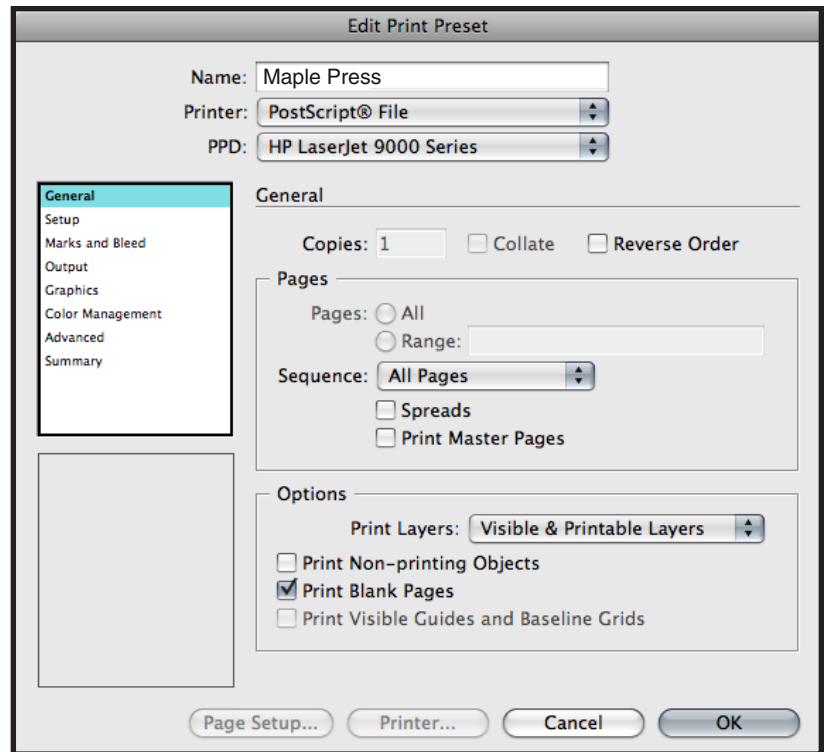 Edit Print Preset
Name: Maple Press
Printer: PostScript® File
PPD: HP LaserJet 9000 Series
General
Setup
Marks and Bleed
Output
Graphics
Color Management
Advanced
Summary
General
Copies: 1 Collate Reverse Order
Pages
Pages: All
Range:
Sequence: All Pages
Spreads
Print Master Pages
Options
Print Layers: Visible & Printable Layers
Print Non-printing Objects
Print Blank Pages
Print Visible Guides and Baseline Grids
Page Setup... Printer... Cancel OK